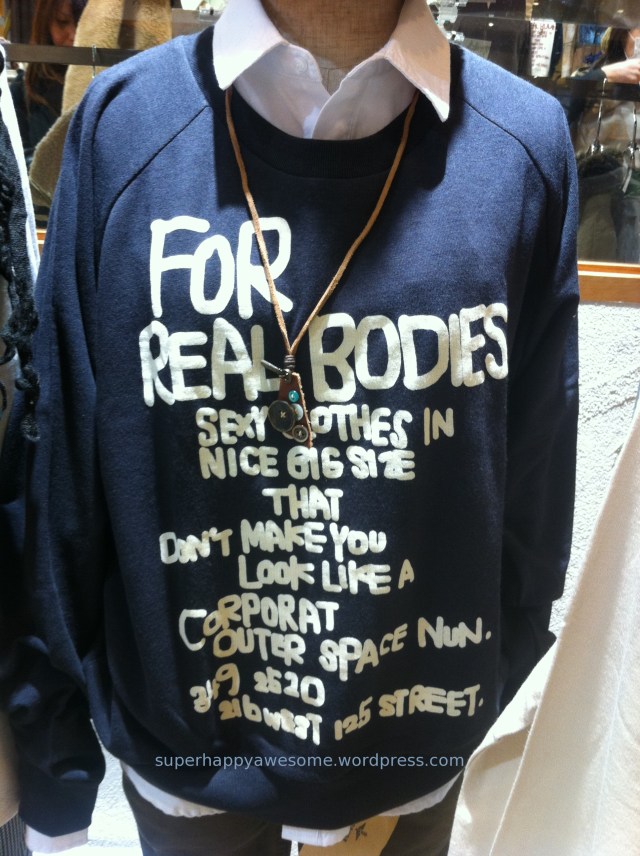 FOR
REAL BODIES
SEXY CLOTHES IN
NICE BIG SIZE
THAT
DON'T MAKE YOU
LOOK LIKE A
CORPORAT
OUTER SPACE NUN.
2520
216 WEST 125 STREET.
superhappyawesome.wordpress.com